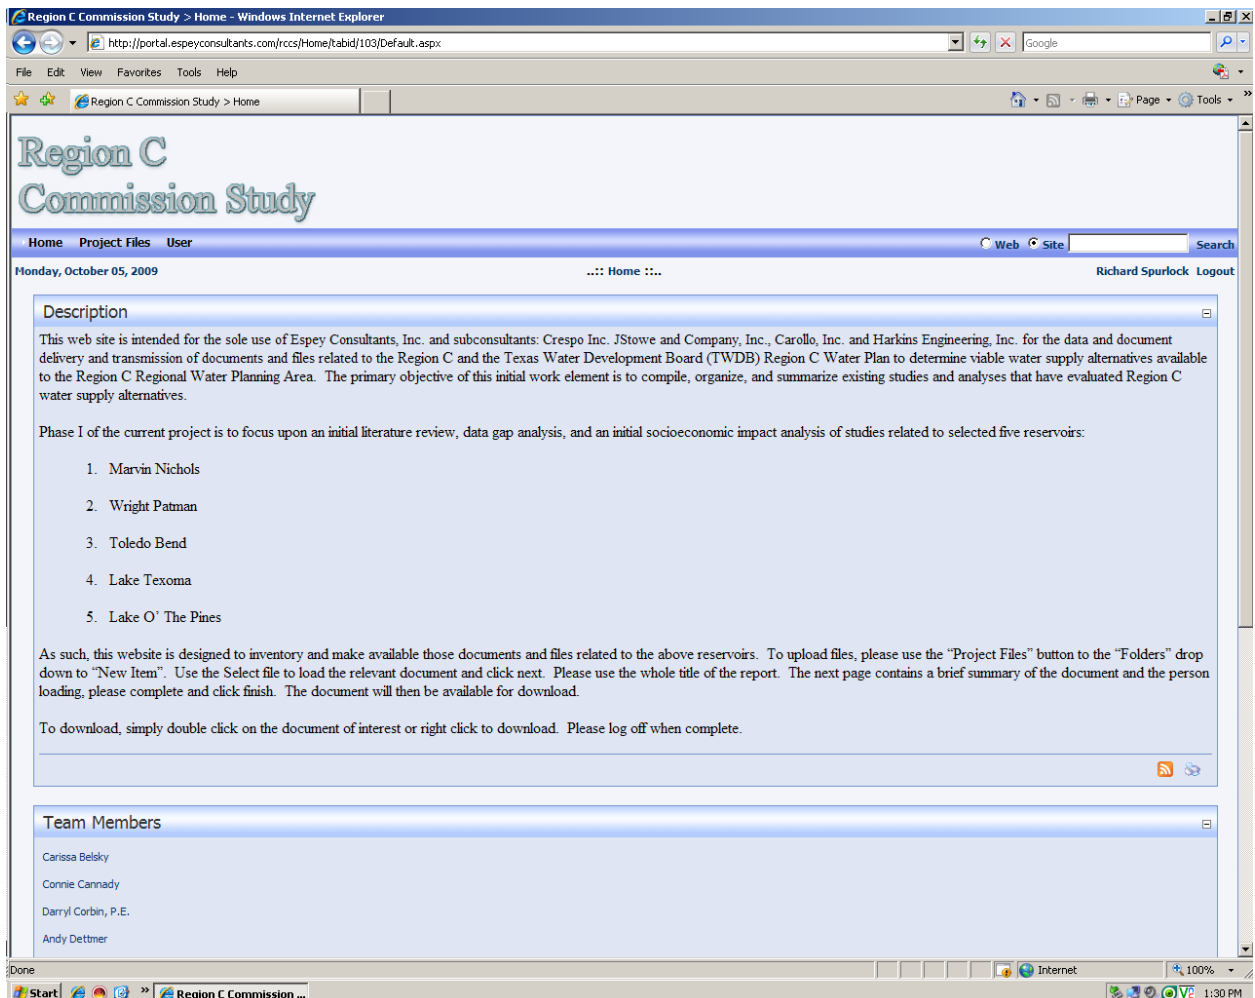 Region C Commission Study > Home - Windows Internet Explorer
http://portal.espeyconsultants.com/rccs/Home/tabid/103/Default.aspx
Google
File Edit View Favorites Tools Help
Region C Commission Study > Home
Page Tools
Region C
Commission Study
Home Project Files User
Web Site Search
Monday, October 05, 2009
..:: Home ::..
Richard Spurlock Logout
Description
This web site is intended for the sole use of Espey Consultants, Inc. and subconsultants: Crespo Inc. JStowe and Company, Inc., Carollo, Inc. and Harkins Engineering, Inc. for the data and document
delivery and transmission of documents and files related to the Region C and the Texas Water Development Board (TWDB) Region C Water Plan to determine viable water supply alternatives available
to the Region C Regional Water Planning Area. The primary objective of this initial work element is to compile, organize, and summarize existing studies and analyses that have evaluated Region C
water supply alternatives.
Phase I of the current project is to focus upon an initial literature review, data gap analysis, and an initial socioeconomic impact analysis of studies related to selected five reservoirs:
1. Marvin Nichols
2. Wright Patman
3. Toledo Bend
4. Lake Texoma
5. Lake O’ The Pines
As such, this website is designed to inventory and make available those documents and files related to the above reservoirs. To upload files, please use the “Project Files” button to the “Folders” drop
down to “New Item”. Use the Select file to load the relevant document and click next. Please use the whole title of the report. The next page contains a brief summary of the document and the person
loading, please complete and click finish. The document will then be available for download.
To download, simply double click on the document of interest or right click to download. Please log off when complete.
Team Members
Carissa Belsky
Connie Cannady
Darryl Corbin, P.E.
Andy Dettmer
Done
Internet
100%
Start
Region C Commission ...
1:30 PM